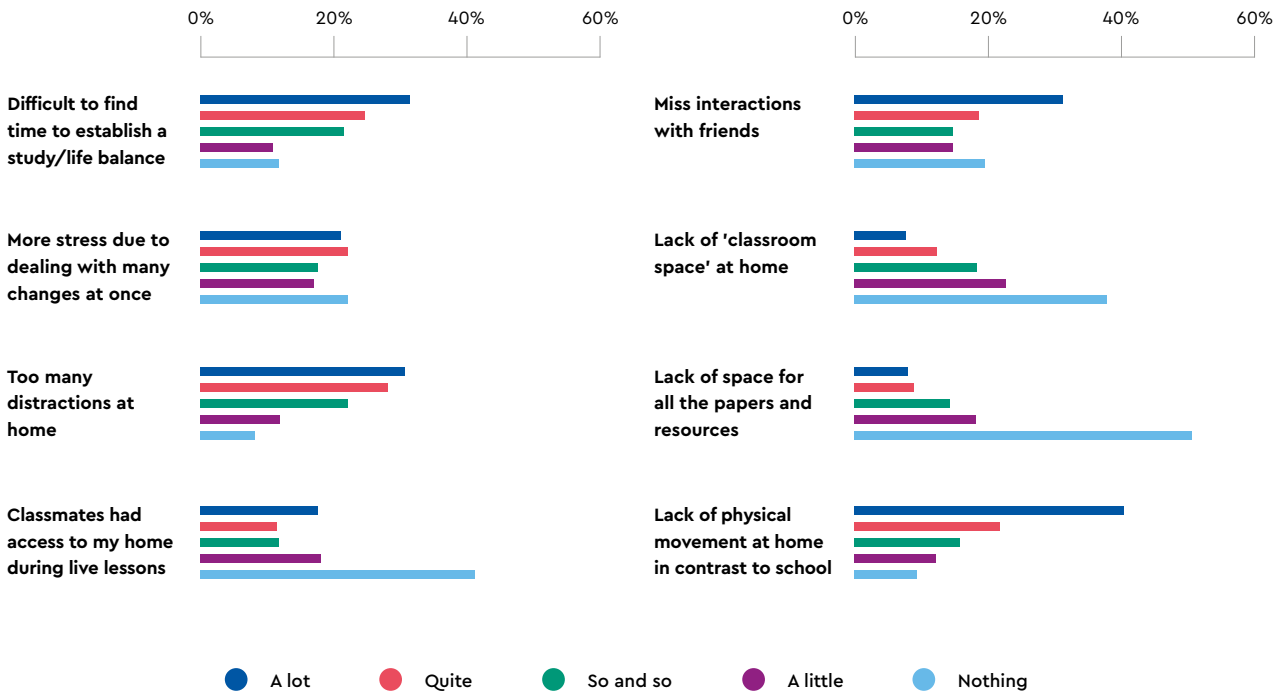 0% 20% 40% 60%
Difficult to find
time to establish a
study/life balance
More stress due to
dealing with many
changes at once
Too many
distractions at
home
Classmates had
access to my home
during live lessons
0% 20% 40% 60%
Miss interactions
with friends
Lack of 'classroom
space' at home
Lack of space for
all the papers and
resources
Lack of physical
movement at home
in contrast to school
A lot Quite So and so A little Nothing